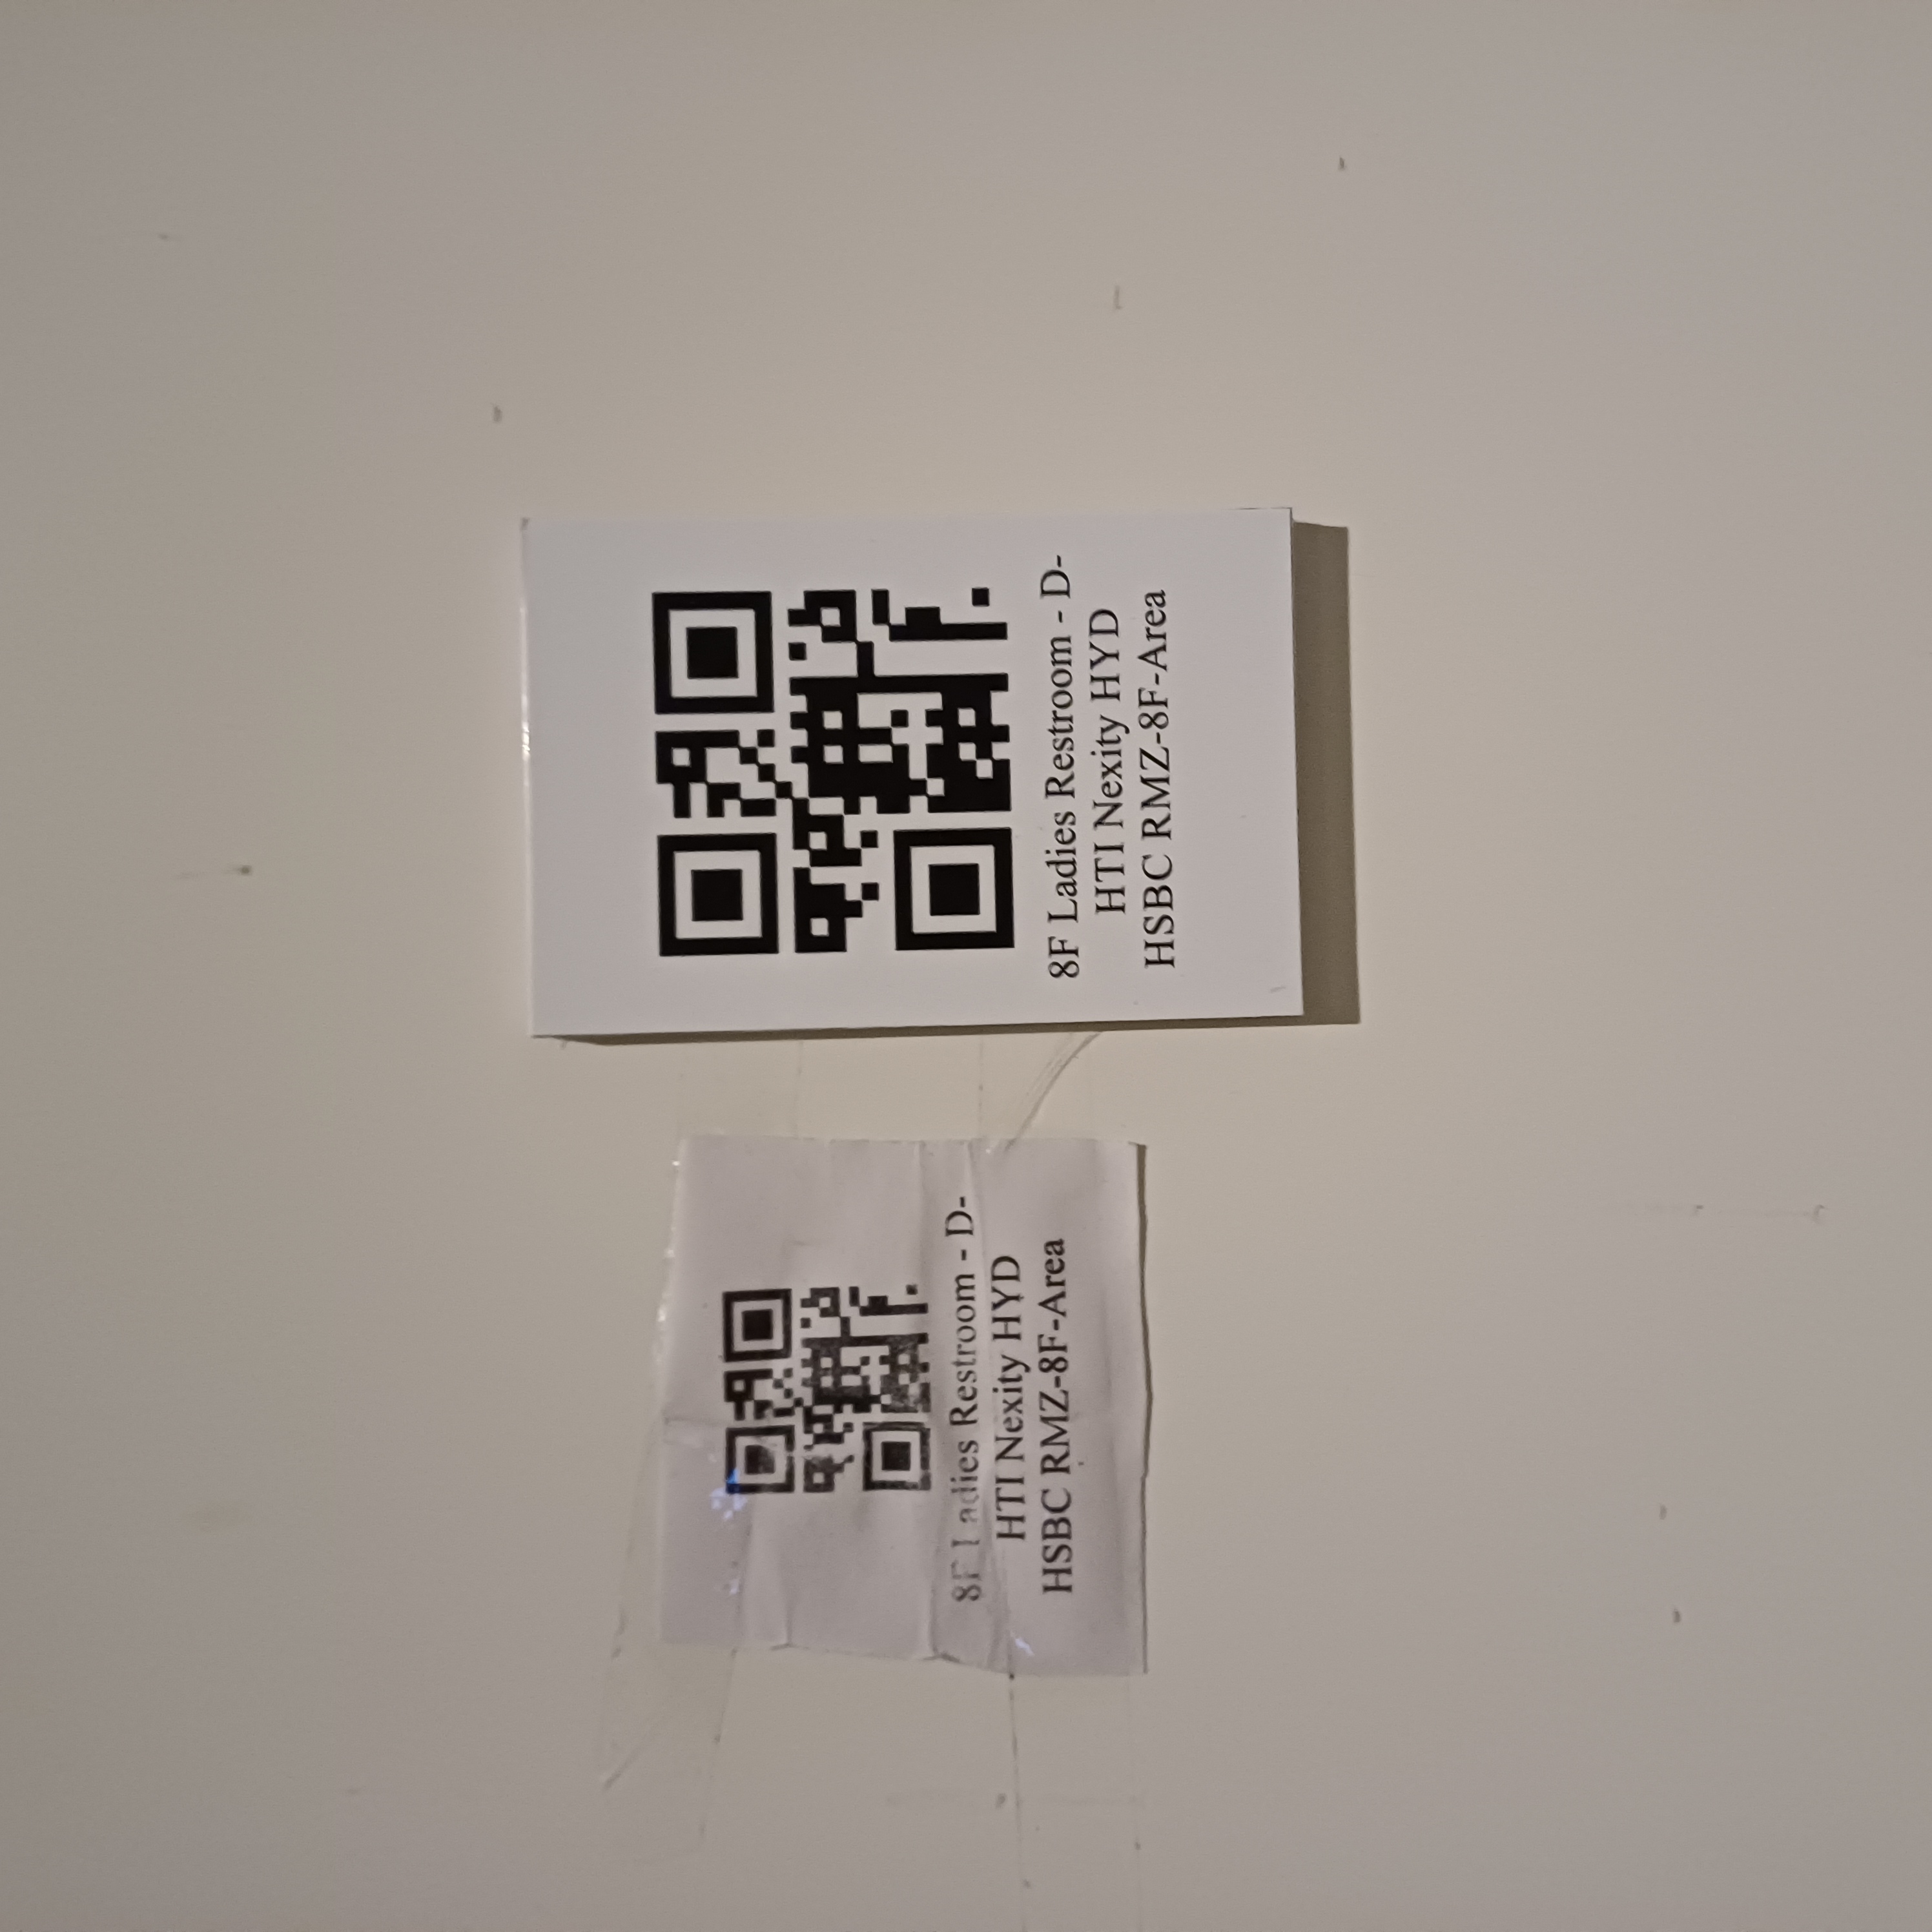 8F Ladies Restroom - D-
HTI Nexity HYD
HSBC RMZ-8F-Area
8F Ladies Restroom - D-
HTI Nexity HYD
HSBC RMZ-8F-Area